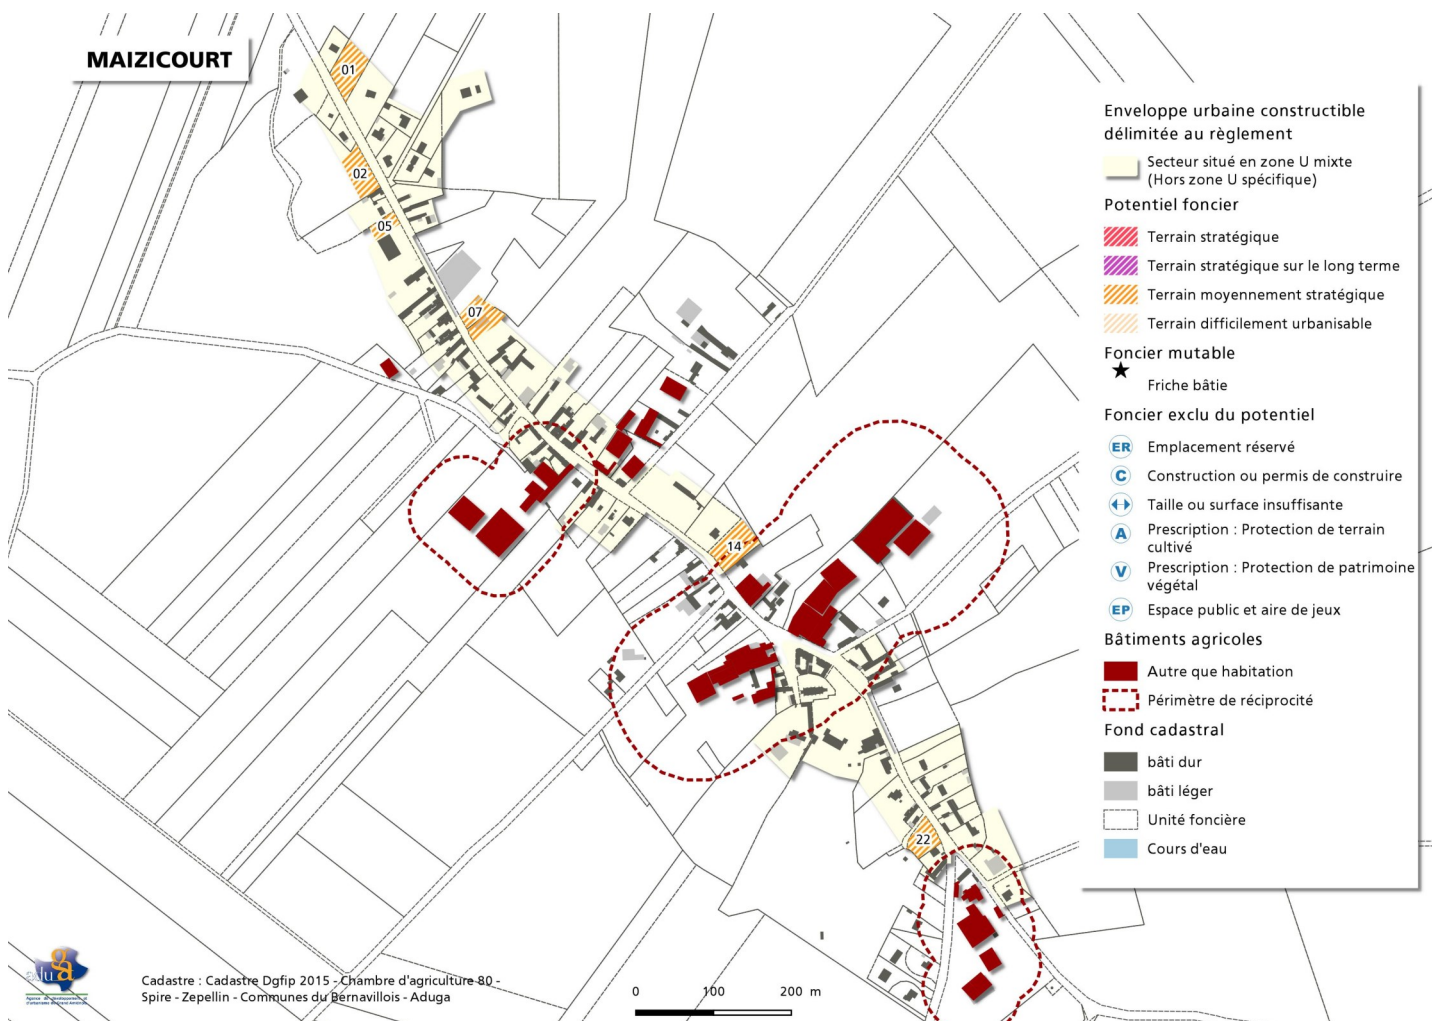 MAIZICOURT
01
02
05
07
14
22
Enveloppe urbaine constructible
délimitée au règlement
Secteur situé en zone U mixte
(Hors zone U spécifique)
Potentiel foncier
Terrain stratégique
Terrain stratégique sur le long terme
Terrain moyennement stratégique
Terrain difficilement urbanisable
Foncier mutable
Friche bâtie
Foncier exclu du potentiel
ER Emplacement réservé
C Construction ou permis de construire
Taille ou surface insuffisante
A Prescription : Protection de terrain
cultivé
V Prescription : Protection de patrimoine
végétal
EP Espace public et aire de jeux
Bâtiments agricoles
Autre que habitation
Périmètre de réciprocité
Fond cadastral
bâti dur
bâti léger
Unité foncière
Cours d'eau
aduga
Cadastre : Cadastre Dgfip 2015 - Chambre d'agriculture 80 -
Spire - Zepellin - Communes du Bernavillois - Aduga
0 100 200 m